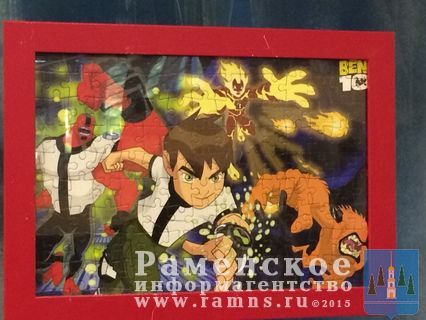 BEN
10
Раменское
информагентство
www.ramns.ru©2015